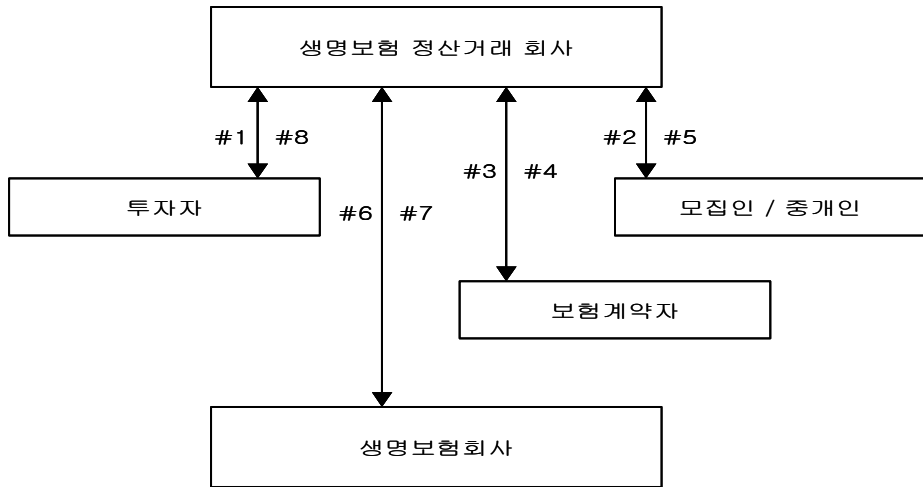 생명보험 정산거래 회사
#1 #8
#2 #5
#3 #4
투자자
#6 #7
모집인 / 중개인
보험계약자
생명보험회사